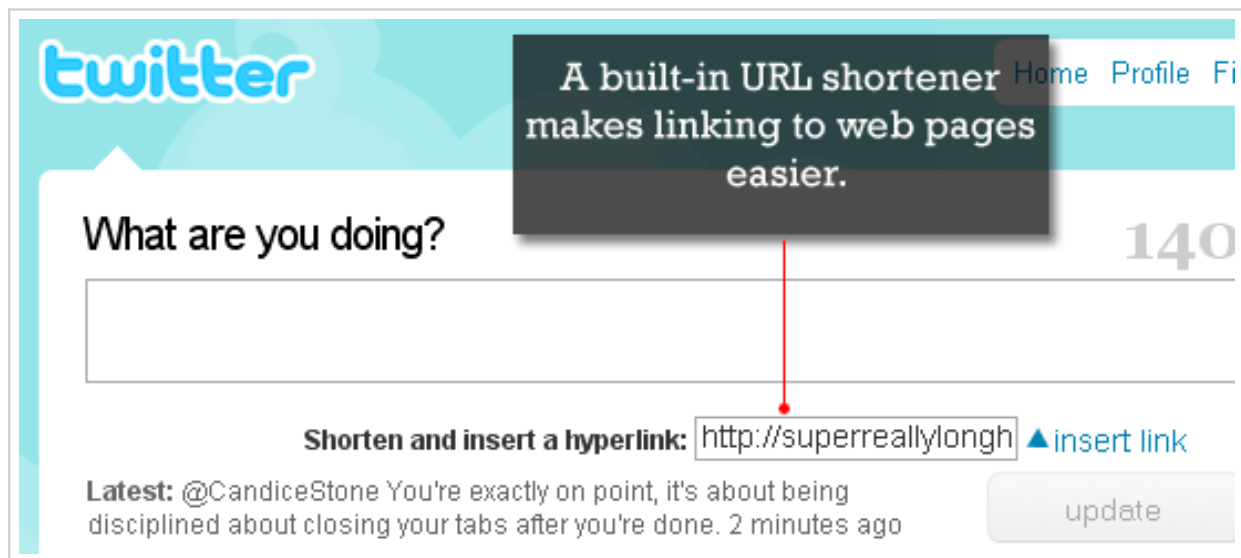 twitter
A built-in URL shortener
makes linking to web pages
easier.
Home Profile Fi
What are you doing?
140
Shorten and insert a hyperlink: http://superreallylongh ▲insert link
Latest: @CandiceStone You're exactly on point, it's about being
disciplined about closing your tabs after you're done. 2 minutes ago
update